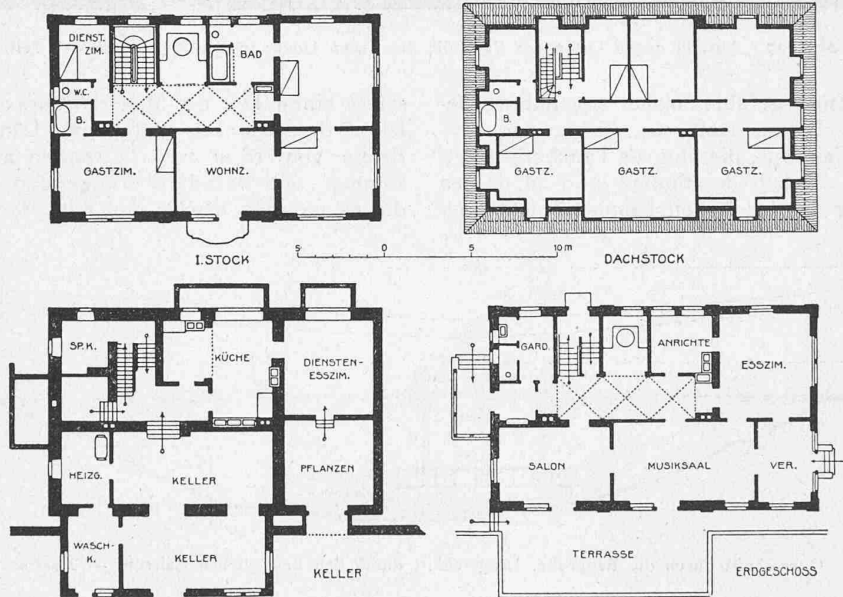 DIENST.
ZIM.
W.C.
B.
BAD
GASTZIM.
WOHNZ.
I. STOCK
B.
GASTZ.
GASTZ.
GASTZ.
DACHSTOCK
5 0 5 10 m
SP.K.
KÜCHE
DIENSTEN-
ESSZIM.
HEIZG.
KELLER
PFLANZEN
WASCH-
K.
KELLER
KELLER
GARD.
ANRICHTE
ESSZIM.
SALON
MUSIKSAAL
VER.
TERRASSE
ERDGESCHOSS